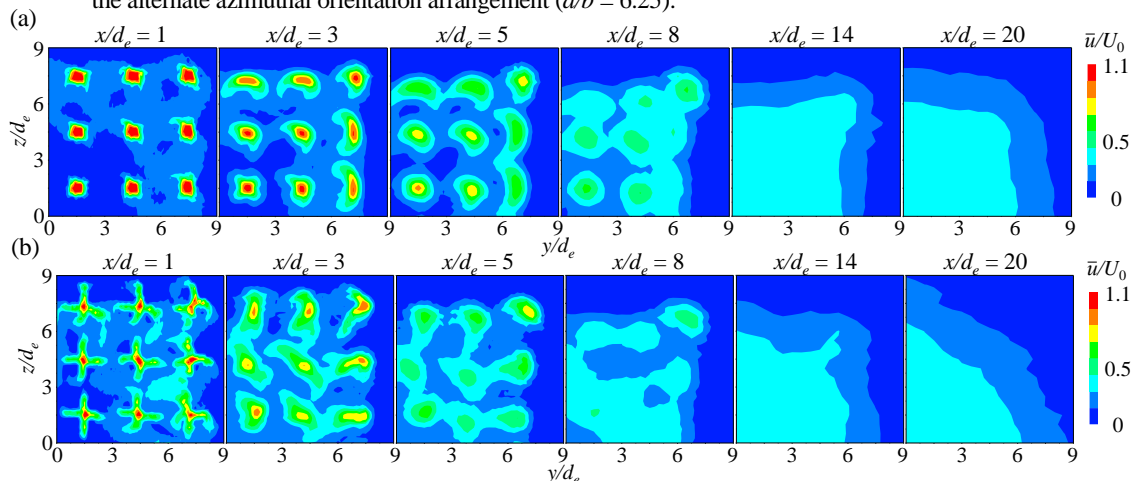 the alternate azimuthal orientation arrangement (a/b = 6.25).
(a)
x/dₑ = 1 x/dₑ = 3 x/dₑ = 5 x/dₑ = 8 x/dₑ = 14 x/dₑ = 20 u̅/U₀
9 1.1
6
z/dₑ 0.5
3
0 0
0 3 6 9 3 6 9 3 6 9 3 6 9 3 6 9 3 6 9
y/dₑ
(b)
x/dₑ = 1 x/dₑ = 3 x/dₑ = 5 x/dₑ = 8 x/dₑ = 14 x/dₑ = 20 u̅/U₀
9 1.1
6
z/dₑ 0.5
3
0 0
0 3 6 9 3 6 9 3 6 9 3 6 9 3 6 9 3 6 9
y/dₑ